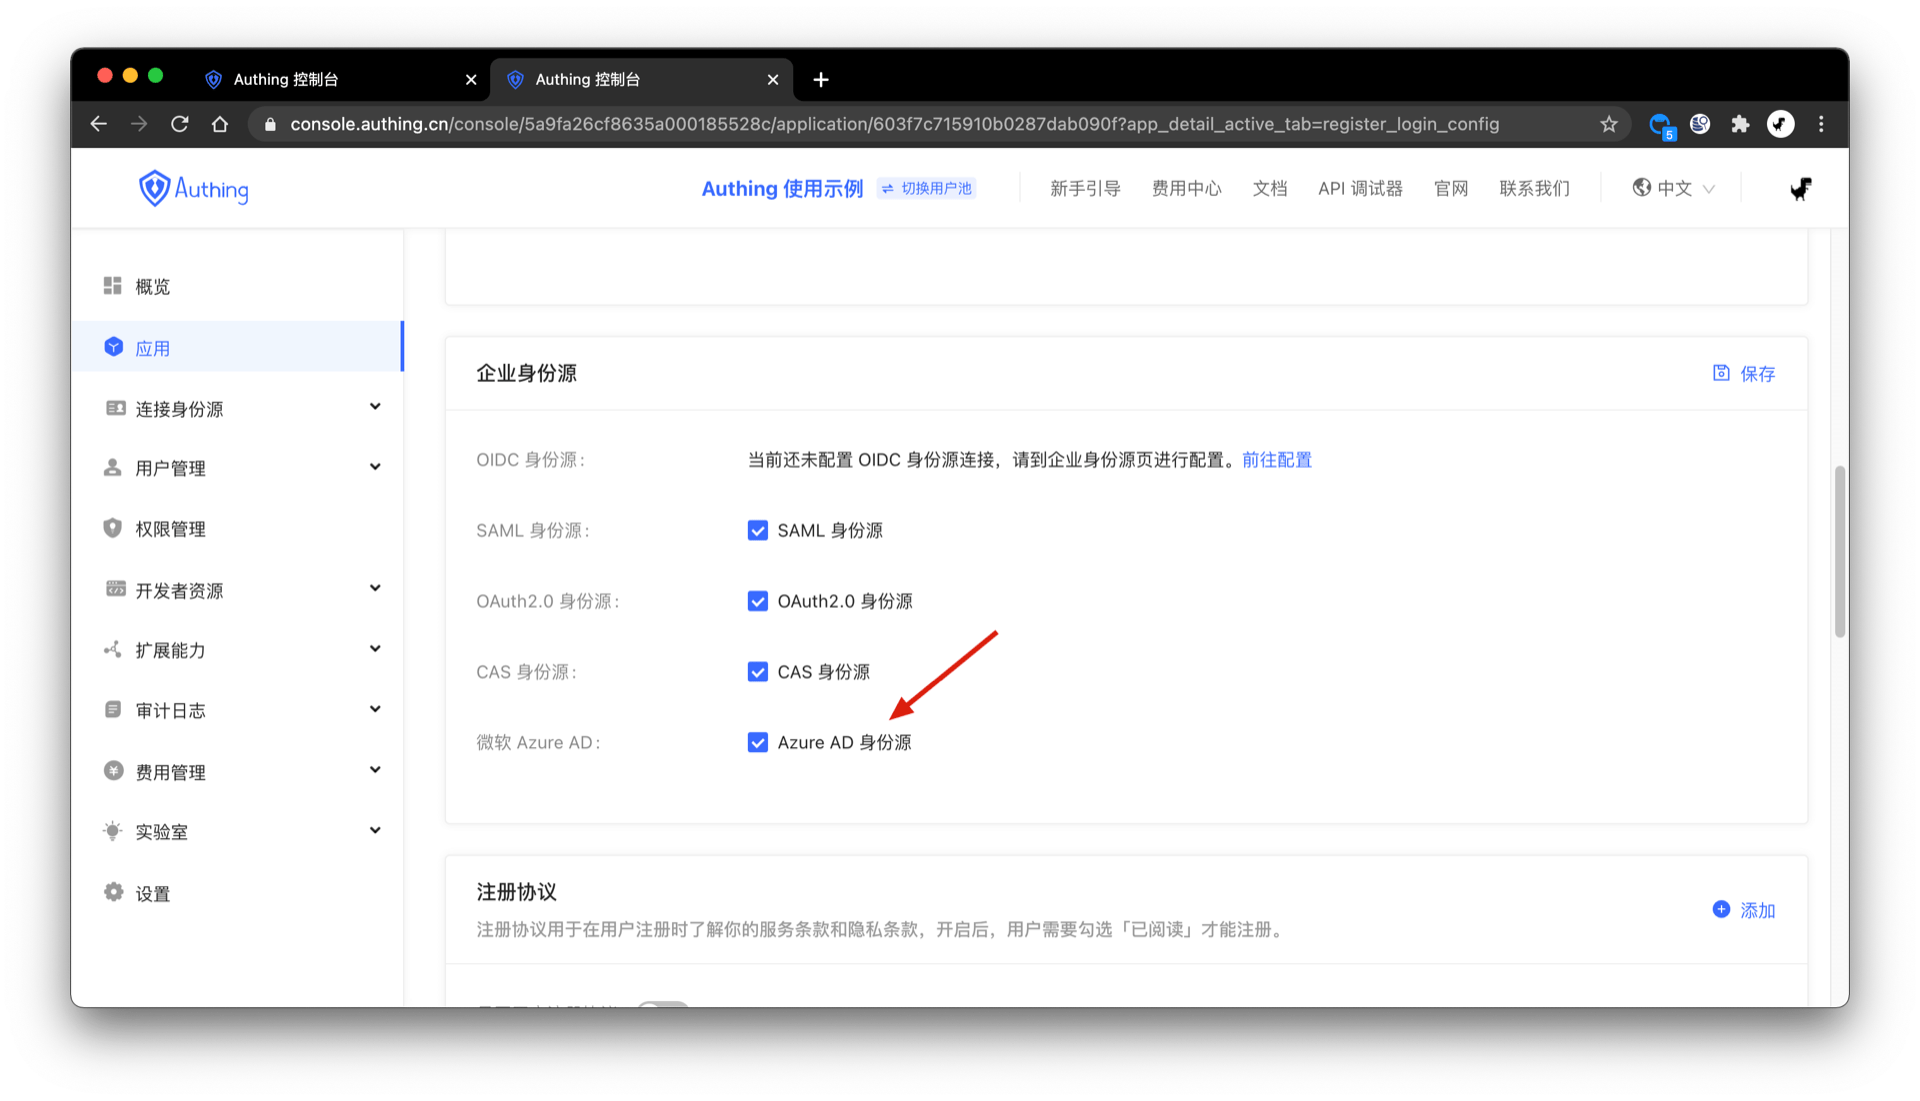 Authing 控制台
Authing 控制台
console.authing.cn/console/5a9fa26cf8635a000185528c/application/603f7c715910b0287dab090f?app_detail_active_tab=register_login_config
5
Authing
Authing 使用示例
切换用户池
新手引导
费用中心
文档
API 调试器
官网
联系我们
中文
概览
应用
连接身份源
用户管理
权限管理
开发者资源
扩展能力
审计日志
费用管理
实验室
设置
企业身份源
保存
OIDC 身份源:
当前还未配置 OIDC 身份源连接，请到企业身份源页进行配置。前往配置
SAML 身份源:
SAML 身份源
OAuth2.0 身份源:
OAuth2.0 身份源
CAS 身份源:
CAS 身份源
微软 Azure AD:
Azure AD 身份源
注册协议
添加
注册协议用于在用户注册时了解你的服务条款和隐私条款，开启后，用户需要勾选「已阅读」才能注册。